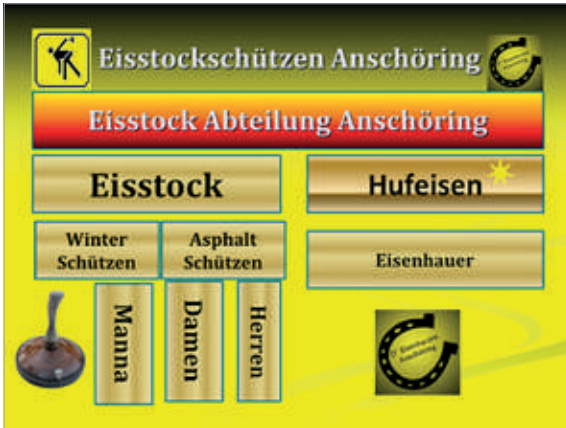 Eisstockschützen Anschöring
Eisstock Abteilung Anschöring
Eisstock
Hufeisen
Winter
Schützen
Asphalt
Schützen
Eisenhauer
Manna
Damen
Herren